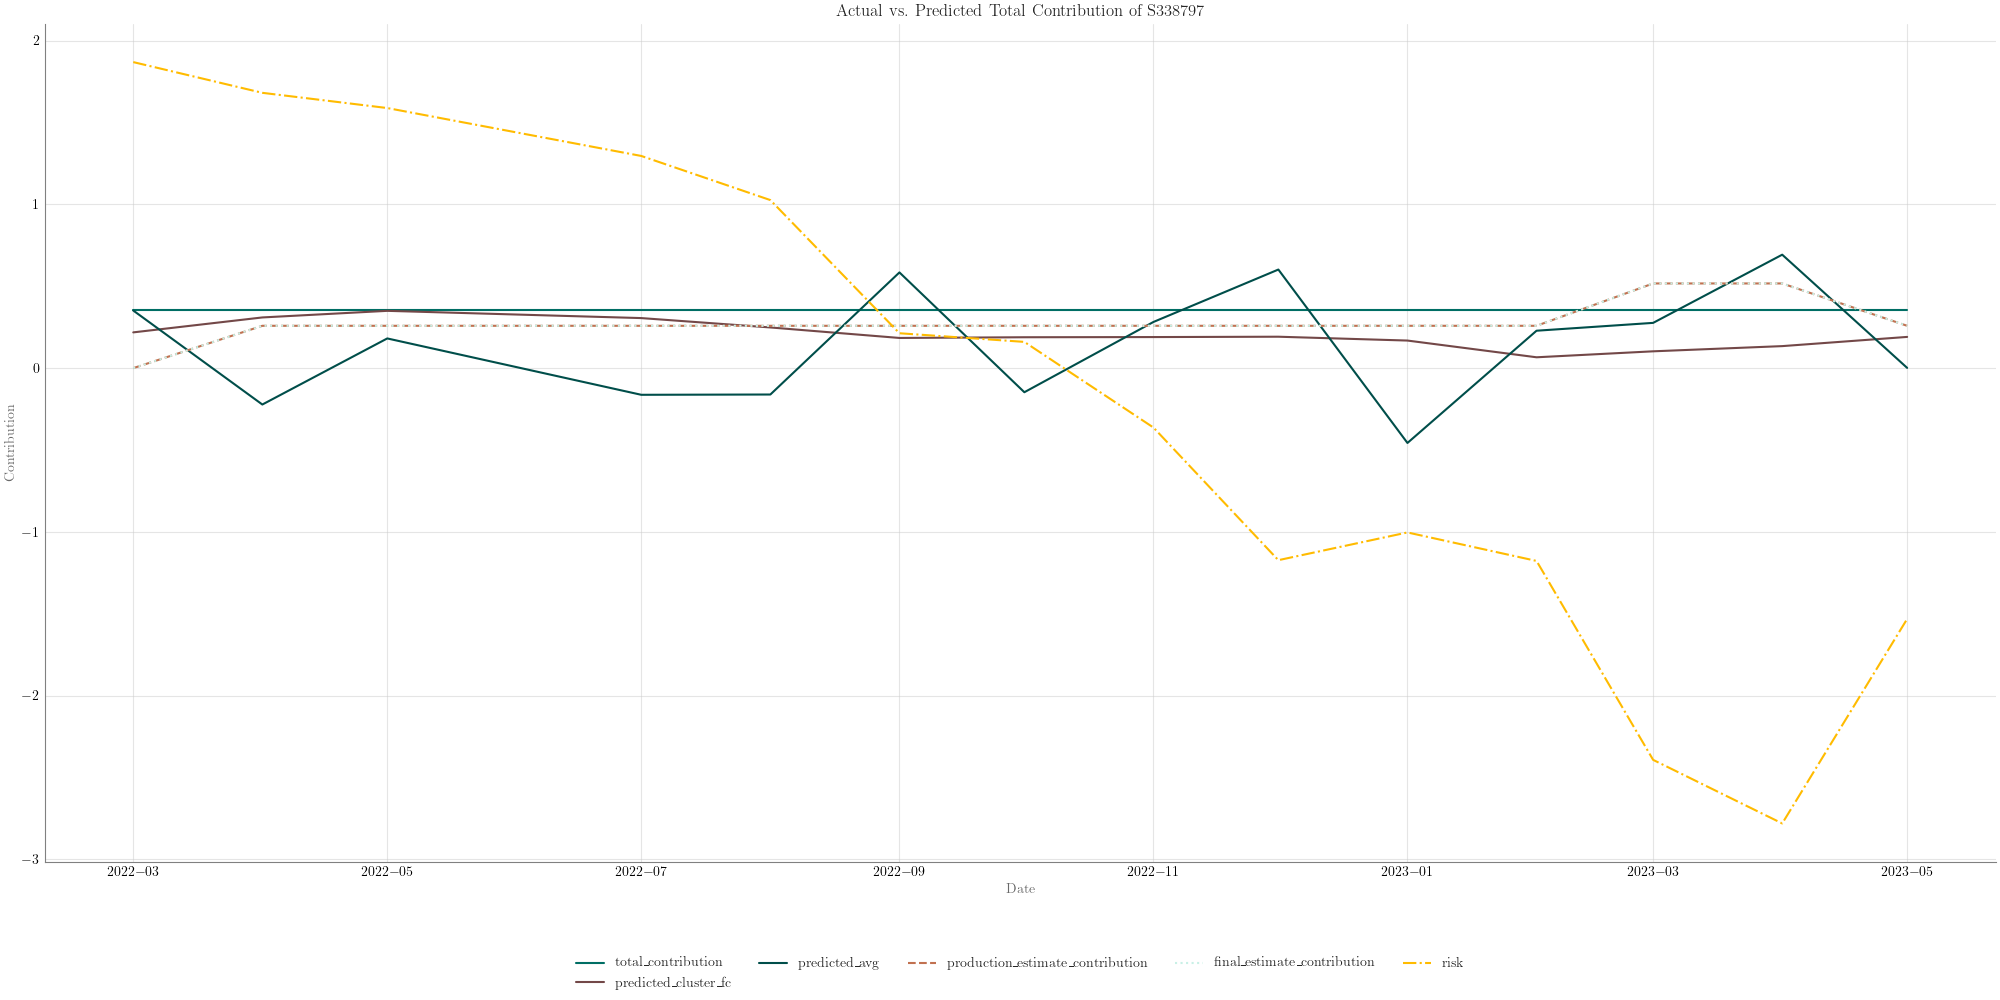 Actual vs. Predicted Total Contribution of S338797
2
1
0
−1
−2
−3
Contribution
2022−03 2022−05 2022−07 2022−09 2022−11 2023−01 2023−03 2023−05
Date
total_contribution predicted_avg production_estimate_contribution final_estimate_contribution risk
predicted_cluster_fc